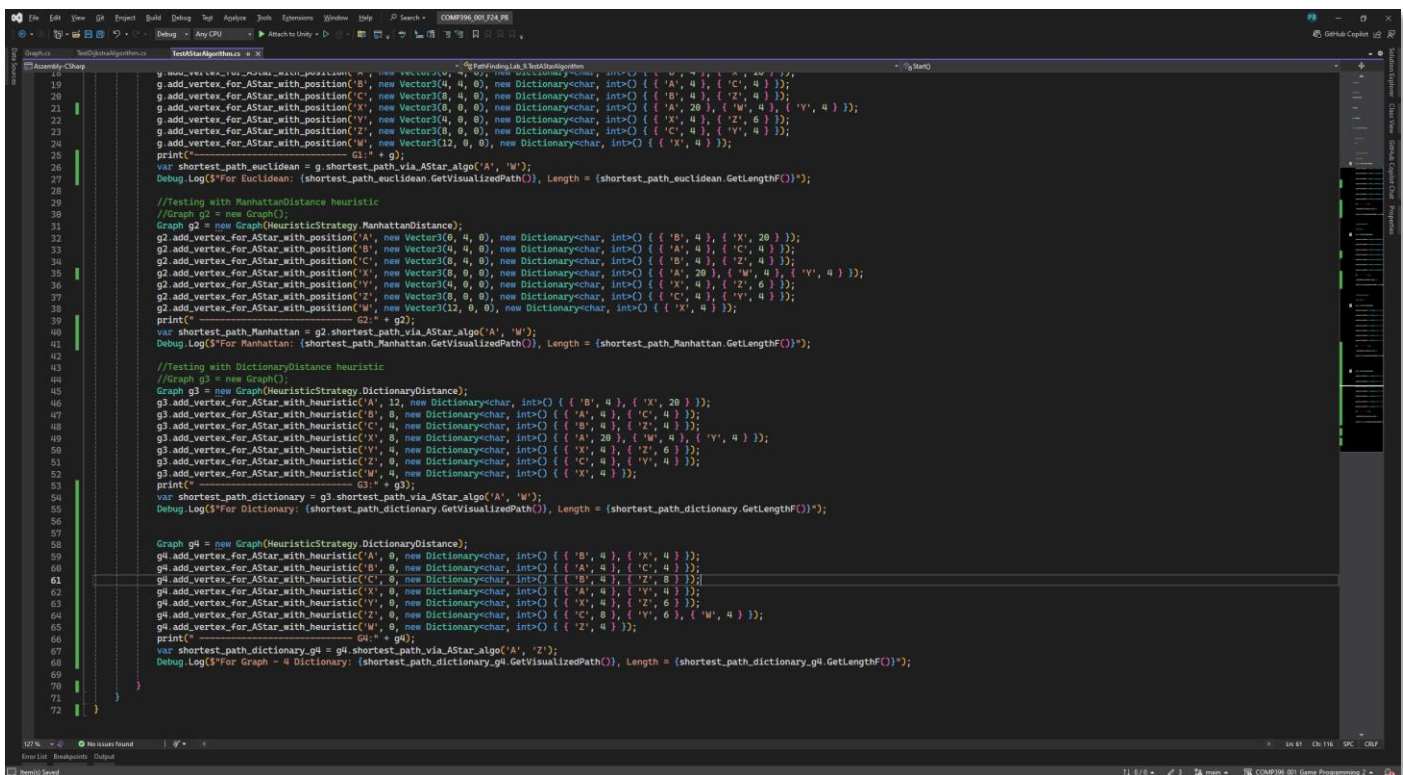 File Edit View Git Project Build Debug Test Analyze Tools Extensions Window Help Search COMP396_001_F24_PB PB
Debug Any CPU Attach to Unity GitHub Copilot
Graph.cs TestDijkstraAlgorithm.cs TestAStarAlgorithm.cs
Assembly-CSharp PathFinding.Lab_9.TestAStarAlgorithm Start()
19 g.add_vertex_for_AStar_with_position('B', new Vector3(4, 4, 0), new Dictionary<char, int>() { { 'A', 4 }, { 'C', 4 } });
20 g.add_vertex_for_AStar_with_position('C', new Vector3(8, 4, 0), new Dictionary<char, int>() { { 'B', 4 }, { 'Z', 4 } });
21 g.add_vertex_for_AStar_with_position('X', new Vector3(8, 0, 0), new Dictionary<char, int>() { { 'A', 20 }, { 'W', 4 }, { 'Y', 4 } });
22 g.add_vertex_for_AStar_with_position('Y', new Vector3(4, 0, 0), new Dictionary<char, int>() { { 'X', 4 }, { 'Z', 6 } });
23 g.add_vertex_for_AStar_with_position('Z', new Vector3(8, 0, 0), new Dictionary<char, int>() { { 'C', 4 }, { 'Y', 4 } });
24 g.add_vertex_for_AStar_with_position('W', new Vector3(12, 0, 0), new Dictionary<char, int>() { { 'X', 4 } });
25 print("------------------------------ G1:" + g);
26 var shortest_path_euclidean = g.shortest_path_via_AStar_algo('A', 'W');
27 Debug.Log($"For Euclidean: {shortest_path_euclidean.GetVisualizedPath()}, Length = {shortest_path_euclidean.GetLengthF()}");
28
29 //Testing with ManhattanDistance heuristic
30 //Graph g2 = new Graph();
31 Graph g2 = new Graph(HeuristicStrategy.ManhattanDistance);
32 g2.add_vertex_for_AStar_with_position('A', new Vector3(0, 4, 0), new Dictionary<char, int>() { { 'B', 4 }, { 'X', 20 } });
33 g2.add_vertex_for_AStar_with_position('B', new Vector3(4, 4, 0), new Dictionary<char, int>() { { 'A', 4 }, { 'C', 4 } });
34 g2.add_vertex_for_AStar_with_position('C', new Vector3(8, 4, 0), new Dictionary<char, int>() { { 'B', 4 }, { 'Z', 4 } });
35 g2.add_vertex_for_AStar_with_position('X', new Vector3(8, 0, 0), new Dictionary<char, int>() { { 'A', 20 }, { 'W', 4 }, { 'Y', 4 } });
36 g2.add_vertex_for_AStar_with_position('Y', new Vector3(4, 0, 0), new Dictionary<char, int>() { { 'X', 4 }, { 'Z', 6 } });
37 g2.add_vertex_for_AStar_with_position('Z', new Vector3(8, 0, 0), new Dictionary<char, int>() { { 'C', 4 }, { 'Y', 4 } });
38 g2.add_vertex_for_AStar_with_position('W', new Vector3(12, 0, 0), new Dictionary<char, int>() { { 'X', 4 } });
39 print(" ------------------------------ G2:" + g2);
40 var shortest_path_Manhattan = g2.shortest_path_via_AStar_algo('A', 'W');
41 Debug.Log($"For Manhattan: {shortest_path_Manhattan.GetVisualizedPath()}, Length = {shortest_path_Manhattan.GetLengthF()}");
42
43 //Testing with DictionaryDistance heuristic
44 //Graph g3 = new Graph();
45 Graph g3 = new Graph(HeuristicStrategy.DictionaryDistance);
46 g3.add_vertex_for_AStar_with_heuristic('A', 12, new Dictionary<char, int>() { { 'B', 4 }, { 'X', 20 } });
47 g3.add_vertex_for_AStar_with_heuristic('B', 8, new Dictionary<char, int>() { { 'A', 4 }, { 'C', 4 } });
48 g3.add_vertex_for_AStar_with_heuristic('C', 4, new Dictionary<char, int>() { { 'B', 4 }, { 'Z', 4 } });
49 g3.add_vertex_for_AStar_with_heuristic('X', 8, new Dictionary<char, int>() { { 'A', 20 }, { 'W', 4 }, { 'Y', 4 } });
50 g3.add_vertex_for_AStar_with_heuristic('Y', 4, new Dictionary<char, int>() { { 'X', 4 }, { 'Z', 6 } });
51 g3.add_vertex_for_AStar_with_heuristic('Z', 0, new Dictionary<char, int>() { { 'C', 4 }, { 'Y', 4 } });
52 g3.add_vertex_for_AStar_with_heuristic('W', 4, new Dictionary<char, int>() { { 'X', 4 } });
53 print(" ------------------------------ G3:" + g3);
54 var shortest_path_dictionary = g3.shortest_path_via_AStar_algo('A', 'W');
55 Debug.Log($"For Dictionary: {shortest_path_dictionary.GetVisualizedPath()}, Length = {shortest_path_dictionary.GetLengthF()}");
56
57
58 Graph g4 = new Graph(HeuristicStrategy.DictionaryDistance);
59 g4.add_vertex_for_AStar_with_heuristic('A', 0, new Dictionary<char, int>() { { 'B', 4 }, { 'X', 4 } });
60 g4.add_vertex_for_AStar_with_heuristic('B', 0, new Dictionary<char, int>() { { 'A', 4 }, { 'C', 4 } });
61 g4.add_vertex_for_AStar_with_heuristic('C', 0, new Dictionary<char, int>() { { 'B', 4 }, { 'Z', 8 } });
62 g4.add_vertex_for_AStar_with_heuristic('X', 0, new Dictionary<char, int>() { { 'A', 4 }, { 'Y', 4 } });
63 g4.add_vertex_for_AStar_with_heuristic('Y', 0, new Dictionary<char, int>() { { 'X', 4 }, { 'Z', 6 } });
64 g4.add_vertex_for_AStar_with_heuristic('Z', 0, new Dictionary<char, int>() { { 'C', 8 }, { 'Y', 6 }, { 'W', 4 } });
65 g4.add_vertex_for_AStar_with_heuristic('W', 0, new Dictionary<char, int>() { { 'Z', 4 } });
66 print(" ------------------------------ G4:" + g4);
67 var shortest_path_dictionary_g4 = g4.shortest_path_via_AStar_algo('A', 'Z');
68 Debug.Log($"For Graph - 4 Dictionary: {shortest_path_dictionary_g4.GetVisualizedPath()}, Length = {shortest_path_dictionary_g4.GetLengthF()}");
69
70 }
71 }
72 }
127 % No issues found Ln: 61 Ch: 116 SPC CRLF
Error List Breakpoints Output
Item(s) Saved 0 / 0 main COMP396 001 Game Programming 2
Data Sources
Solution Explorer
Class View
GitHub Copilot Chat
Properties